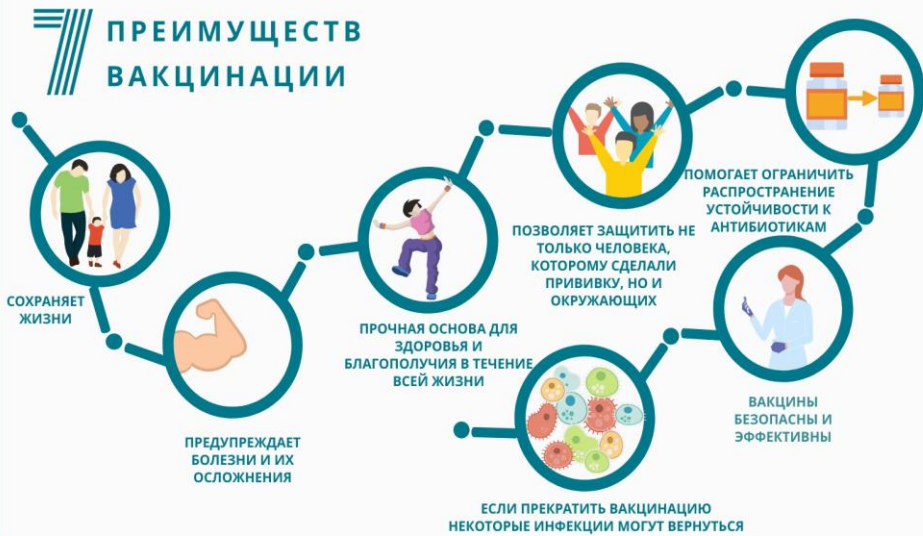 7 ПРЕИМУЩЕСТВ
ВАКЦИНАЦИИ
СОХРАНЯЕТ
ЖИЗНИ
ПРЕДУПРЕЖДАЕТ
БОЛЕЗНИ И ИХ
ОСЛОЖНЕНИЯ
ПРОЧНАЯ ОСНОВА ДЛЯ
ЗДОРОВЬЯ И
БЛАГОПОЛУЧИЯ В ТЕЧЕНИЕ
ВСЕЙ ЖИЗНИ
ПОЗВОЛЯЕТ ЗАЩИТИТЬ НЕ
ТОЛЬКО ЧЕЛОВЕКА,
КОТОРОМУ СДЕЛАЛИ
ПРИВИВКУ, НО И
ОКРУЖАЮЩИХ
ПОМОГАЕТ ОГРАНИЧИТЬ
РАСПРОСТРАНЕНИЕ
УСТОЙЧИВОСТИ К
АНТИБИОТИКАМ
ВАКЦИНЫ
БЕЗОПАСНЫ И
ЭФФЕКТИВНЫ
ЕСЛИ ПРЕКРАТИТЬ ВАКЦИНАЦИЮ
НЕКОТОРЫЕ ИНФЕКЦИИ МОГУТ ВЕРНУТЬСЯ